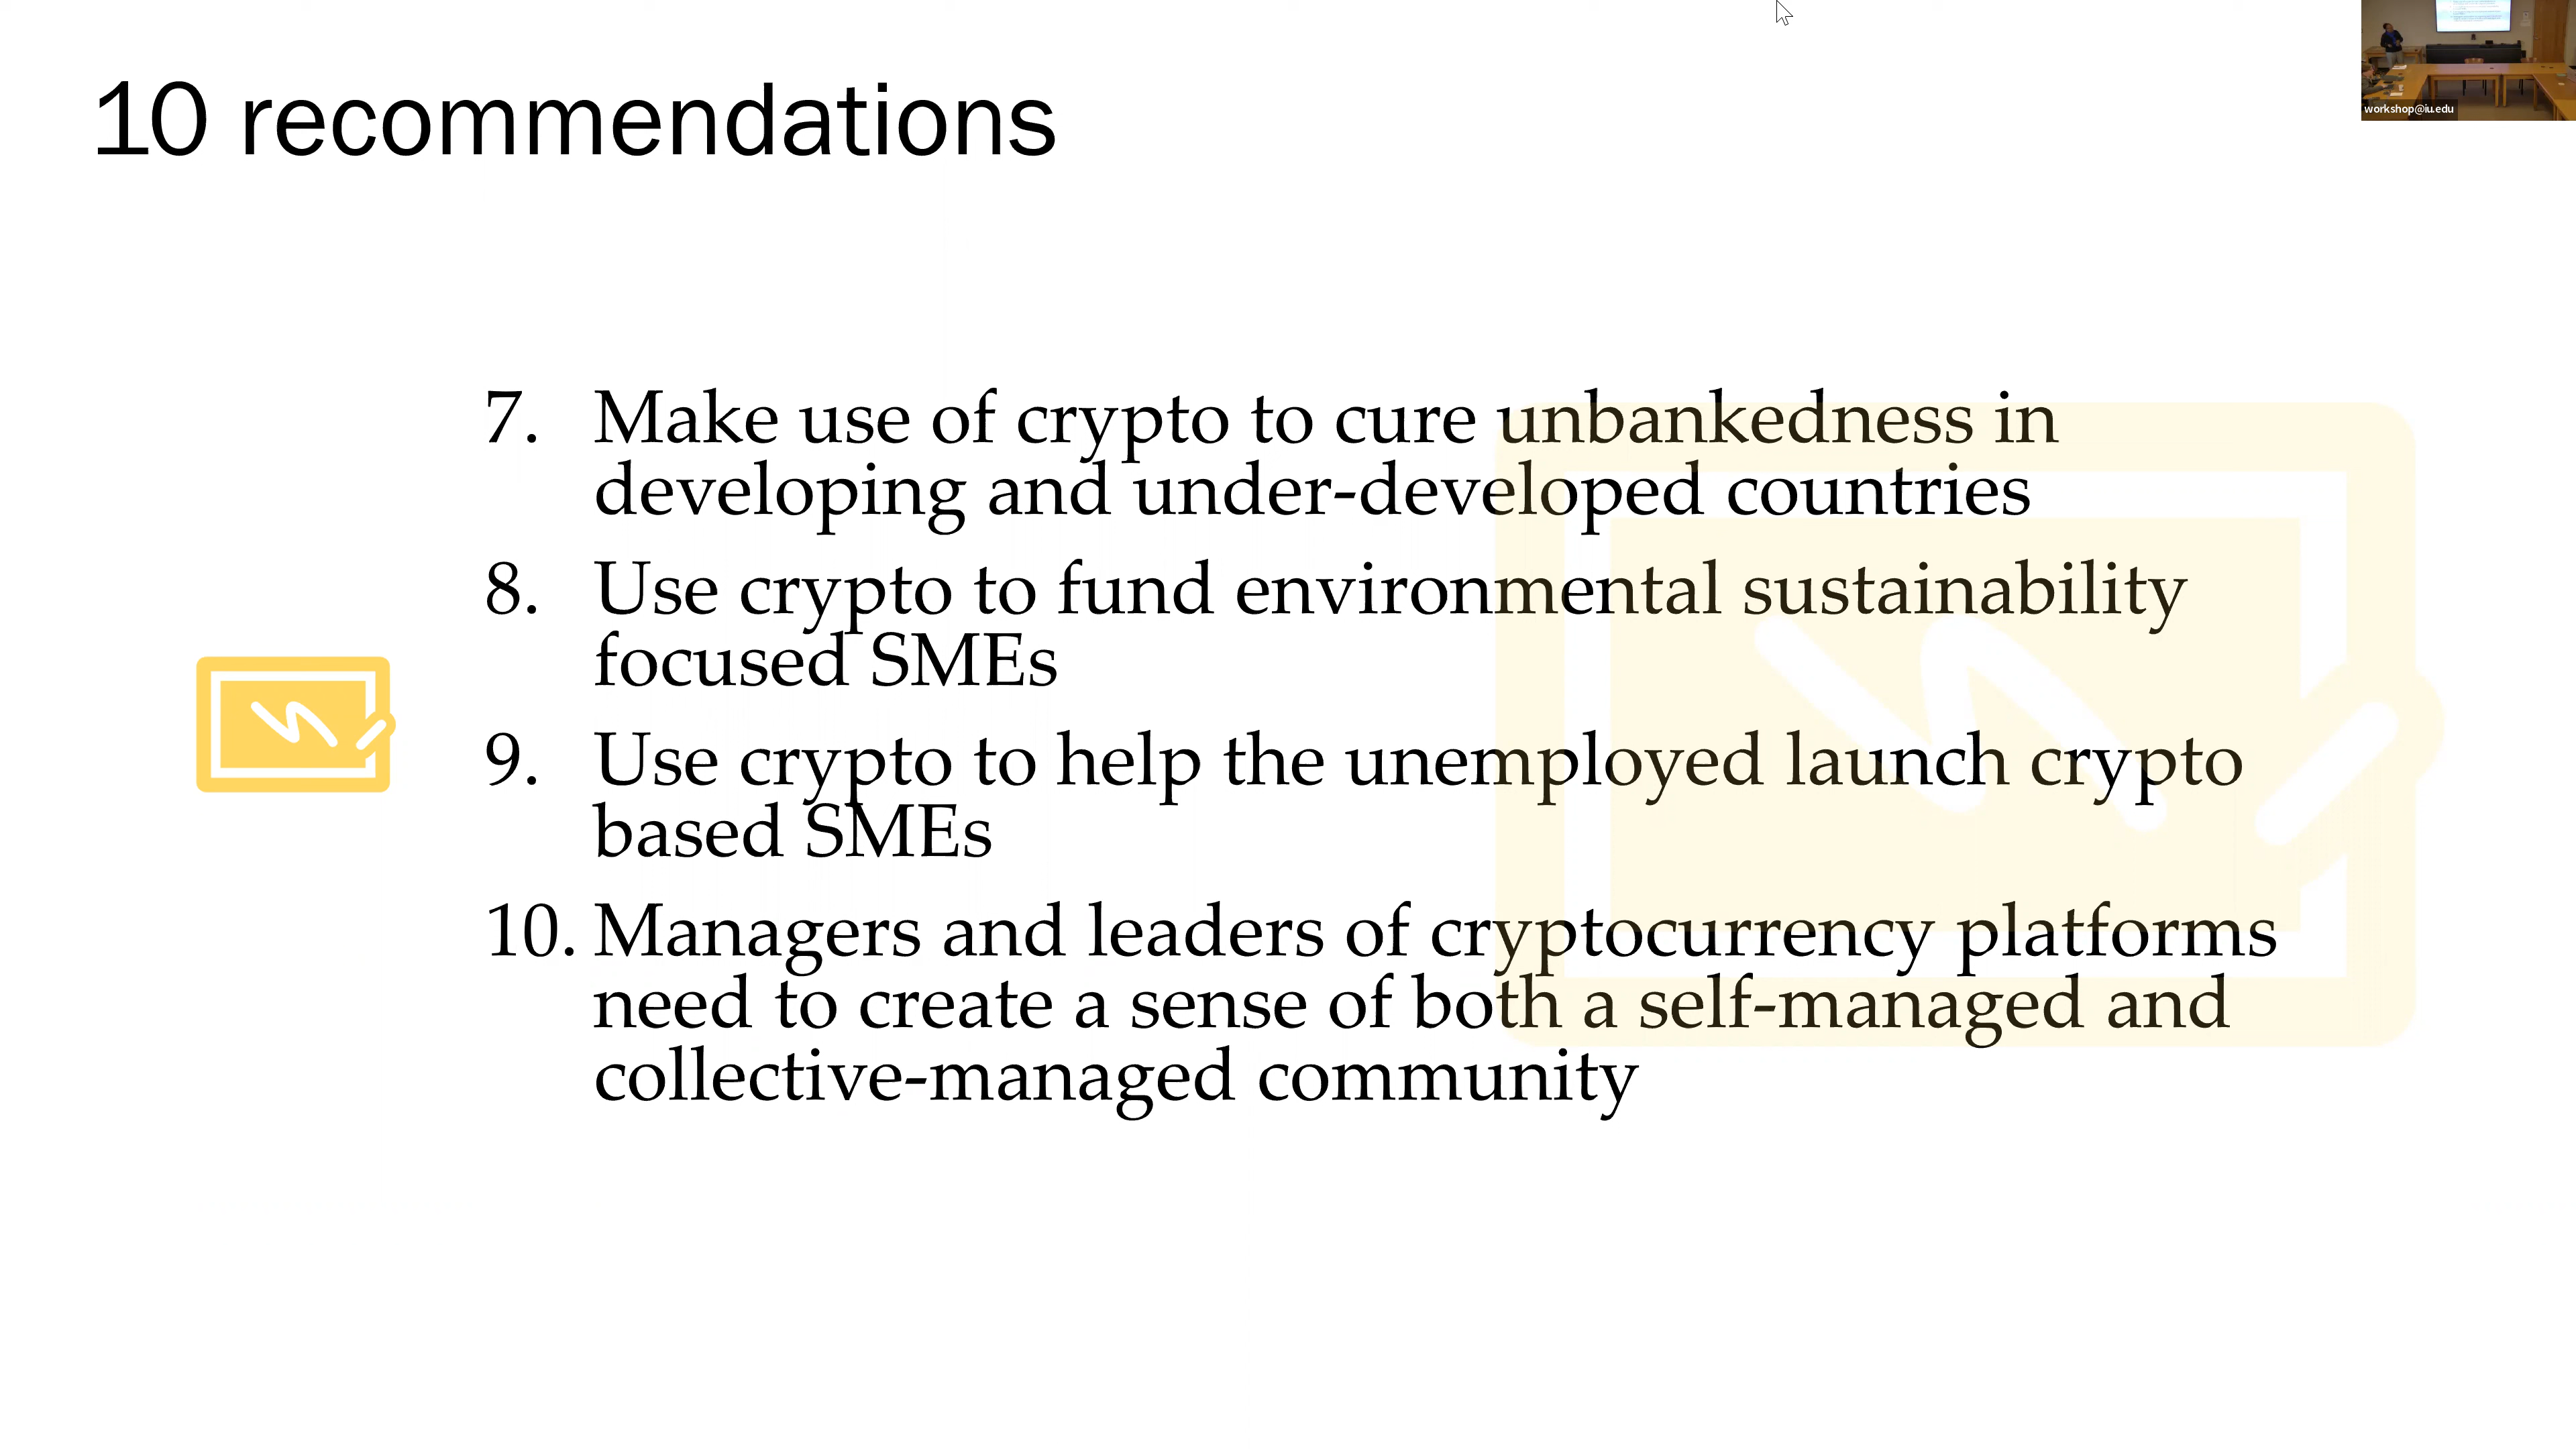 10 recommendations
workshop@iu.edu
7. Make use of crypto to cure unbankedness in
developing and under-developed countries
8. Use crypto to fund environmental sustainability
focused SMEs
9. Use crypto to help the unemployed launch crypto
based SMEs
10. Managers and leaders of cryptocurrency platforms
need to create a sense of both a self-managed and
collective-managed community